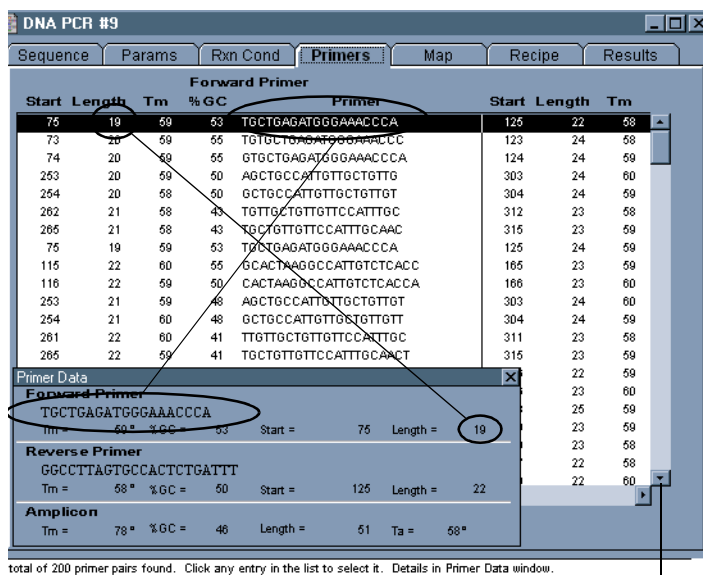 DNA PCR #9
Sequence Params Rxn Cond Primers Map Recipe Results
Forward Primer
Start Length Tm %GC Primer Start Length Tm
75 19 59 53 TGCTGAGATGGGAAACCCA 125 22 58
73 20 59 55 TGTGCTGAGATGGGAAACCC 123 24 58
74 20 59 55 GTGCTGAGATGGGAAACCCA 124 24 59
253 20 59 50 AGCTGCCATTGTTGCTGTTG 303 24 60
254 20 58 50 GCTGCCATTGTTGCTGTTGT 304 24 59
262 21 58 43 TGTTGCTGTTGTTCCATTTGC 312 23 58
265 21 58 43 TGCTGTTGTTCCATTTGCAAC 315 23 59
75 19 59 53 TGCTGAGATGGGAAACCCA 125 24 59
115 22 60 55 GCACTAAGGCCATTGTCTCACC 165 23 59
116 22 59 50 CACTAAGGCCATTGTCTCACCA 166 23 60
253 21 59 48 AGCTGCCATTGTTGCTGTTGT 303 24 60
254 21 60 48 GCTGCCATTGTTGCTGTTGTT 304 24 59
261 22 60 41 TTGTTGCTGTTGTTCCATTTGC 311 23 58
265 22 59 41 TGCTGTTGTTCCATTTGCAACT 315 23 59
22 59
23 60
25 59
23 59
23 58
22 58
22 60
Primer Data
Forward Primer
TGCTGAGATGGGAAACCCA
Tm = 59° %GC = 53 Start = 75 Length = 19
Reverse Primer
GGCCTTAGTGCCACTCTGATTT
Tm = 58° %GC = 50 Start = 125 Length = 22
Amplicon
Tm = 78° %GC = 46 Length = 51 Ta = 58°
total of 200 primer pairs found. Click any entry in the list to select it. Details in Primer Data window.